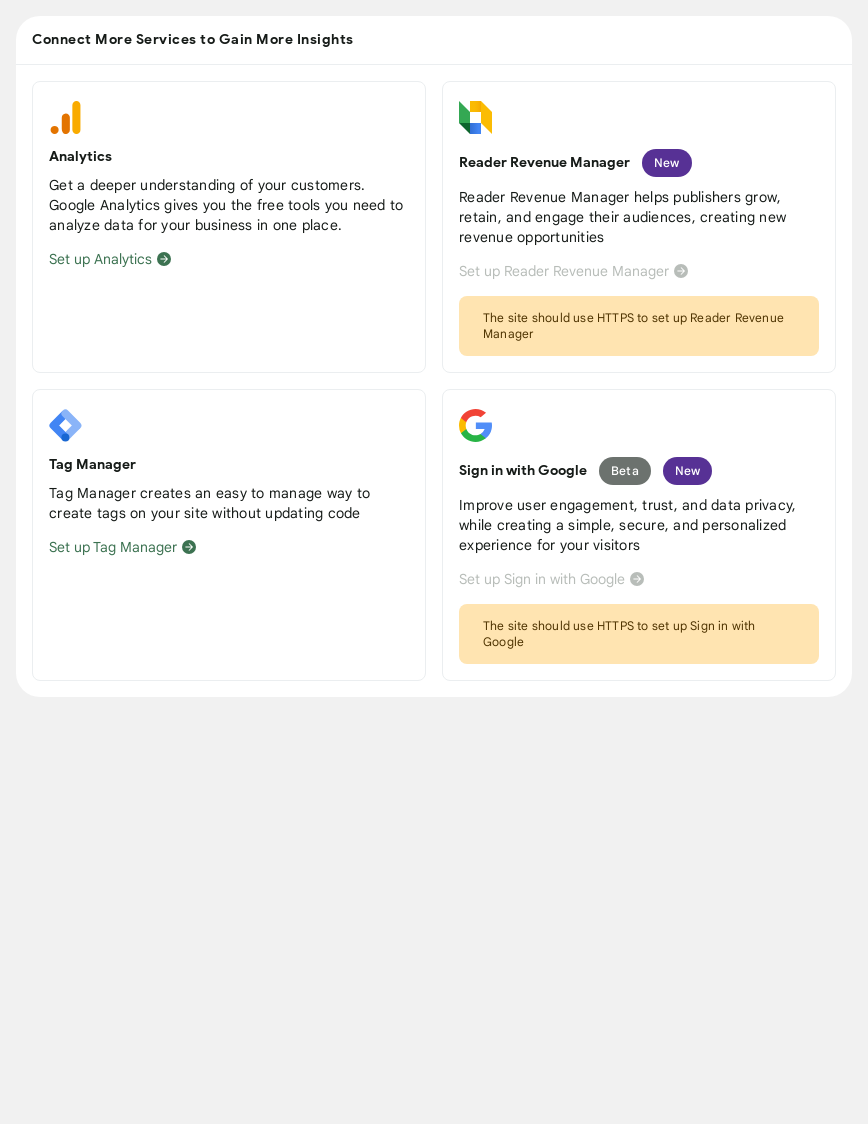 Connect More Services to Gain More Insights
Analytics
Get a deeper understanding of your customers.
Google Analytics gives you the free tools you need to
analyze data for your business in one place.
Set up Analytics
Reader Revenue Manager New
Reader Revenue Manager helps publishers grow,
retain, and engage their audiences, creating new
revenue opportunities
Set up Reader Revenue Manager
The site should use HTTPS to set up Reader Revenue
Manager
Tag Manager
Tag Manager creates an easy to manage way to
create tags on your site without updating code
Set up Tag Manager
Sign in with Google Beta New
Improve user engagement, trust, and data privacy,
while creating a simple, secure, and personalized
experience for your visitors
Set up Sign in with Google
The site should use HTTPS to set up Sign in with
Google